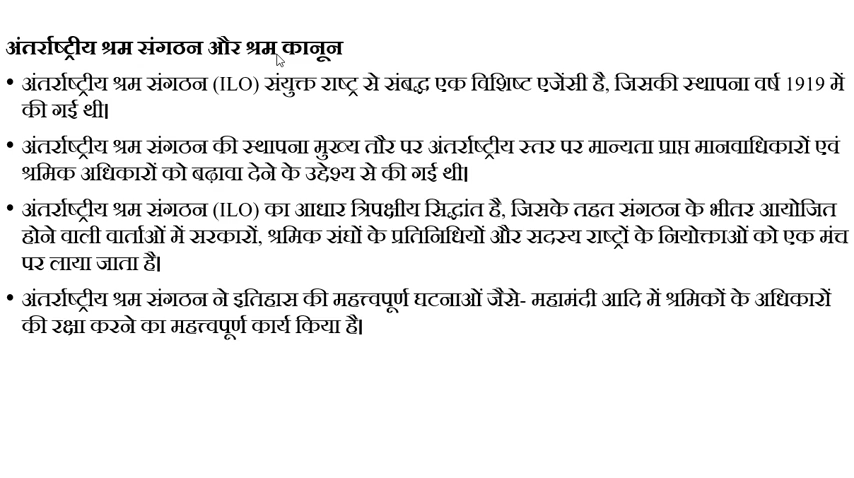 अंतर्राष्ट्रीय श्रम संगठन और श्रम कानून
• अंतर्राष्ट्रीय श्रम संगठन (ILO) संयुक्त राष्ट्र से संबद्ध एक विशिष्ट एजेंसी है, जिसकी स्थापना वर्ष 1919 में
की गई थी।
• अंतर्राष्ट्रीय श्रम संगठन की स्थापना मुख्य तौर पर अंतर्राष्ट्रीय स्तर पर मान्यता प्राप्त मानवाधिकारों एवं
श्रमिक अधिकारों को बढ़ावा देने के उद्देश्य से की गई थी।
• अंतर्राष्ट्रीय श्रम संगठन (ILO) का आधार त्रिपक्षीय सिद्धांत है, जिसके तहत संगठन के भीतर आयोजित
होने वाली वार्ताओं में सरकारों, श्रमिक संघों के प्रतिनिधियों और सदस्य राष्ट्रों के नियोक्ताओं को एक मंच
पर लाया जाता है।
• अंतर्राष्ट्रीय श्रम संगठन ने इतिहास की महत्त्वपूर्ण घटनाओं जैसे- महामंदी आदि में श्रमिकों के अधिकारों
की रक्षा करने का महत्त्वपूर्ण कार्य किया है।